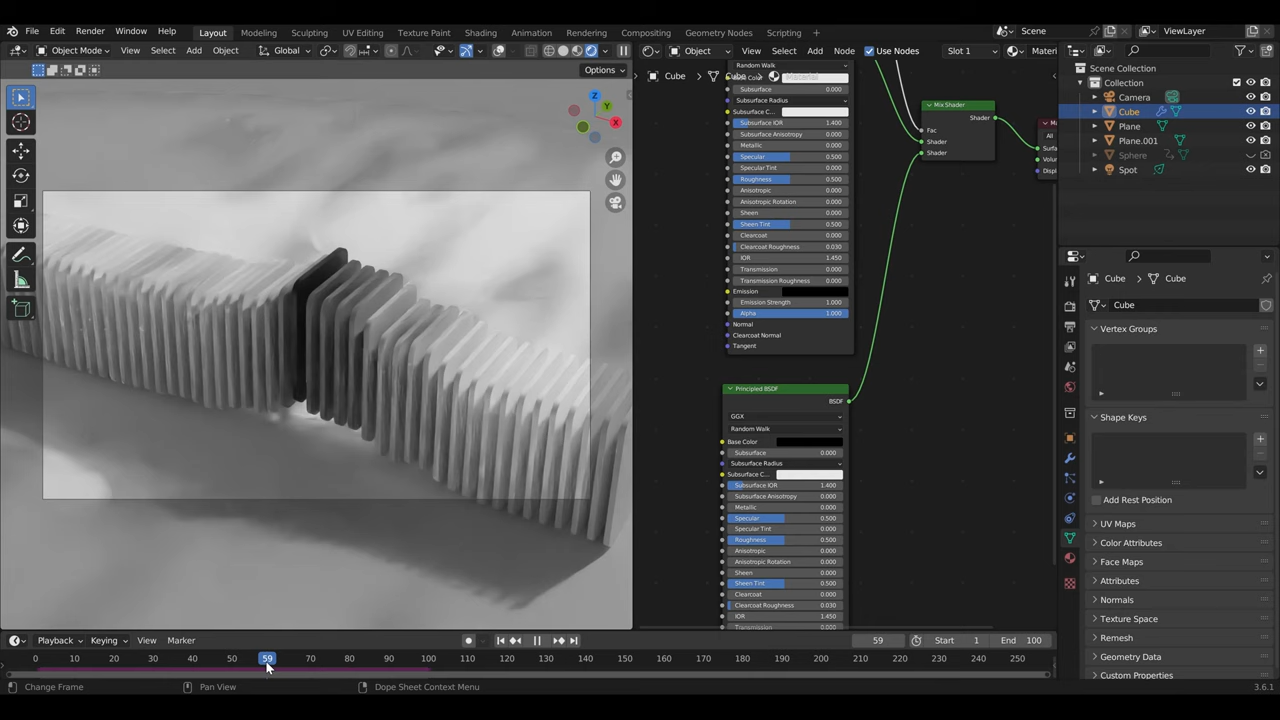 File Edit Render Window Help Layout Modeling Sculpting UV Editing Texture Paint Shading Animation Rendering Compositing Geometry Nodes Scripting + Scene ViewLayer
Object Mode View Select Add Object Global Object View Select Add Node Use Nodes Slot 1 Materi
Options
Cube > Cube > Material
Random Walk
Subsurface 0.000
Subsurface Radius
Subsurface C...
Subsurface IOR 1.400
Subsurface Anisotropy 0.000
Metallic 0.000
Specular 0.500
Specular Tint 0.000
Roughness 0.500
Anisotropic 0.000
Anisotropic Rotation 0.000
Sheen 0.000
Sheen Tint 0.500
Clearcoat 0.000
Clearcoat Roughness 0.030
IOR 1.450
Transmission 0.000
Transmission Roughness 0.000
Emission
Emission Strength 1.000
Alpha 1.000
Normal
Clearcoat Normal
Tangent
Mix Shader
Shader
Fac
Shader
Shader
All
Surfa
Volu
Displ
Principled BSDF
BSDF
GGX
Random Walk
Base Color
Subsurface 0.000
Subsurface Radius
Subsurface C...
Subsurface IOR 1.400
Subsurface Anisotropy 0.000
Metallic 0.000
Specular 0.500
Specular Tint 0.000
Roughness 0.500
Anisotropic 0.000
Anisotropic Rotation 0.000
Sheen 0.000
Sheen Tint 0.500
Clearcoat 0.000
Clearcoat Roughness 0.030
IOR 1.450
Z
Y
X
Scene Collection
Collection
Camera
Cube
Plane
Plane.001
Sphere
Spot
Cube > Cube
Cube
Vertex Groups
Shape Keys
Add Rest Position
UV Maps
Color Attributes
Face Maps
Attributes
Normals
Texture Space
Remesh
Geometry Data
Custom Properties
Playback Keying View Marker 59 Start 1 End 100
0 10 20 30 40 50 59 70 80 90 100 110 120 130 140 150 160 170 180 190 200 210 220 230 240 250
Change Frame Pan View Dope Sheet Context Menu 3.6.1